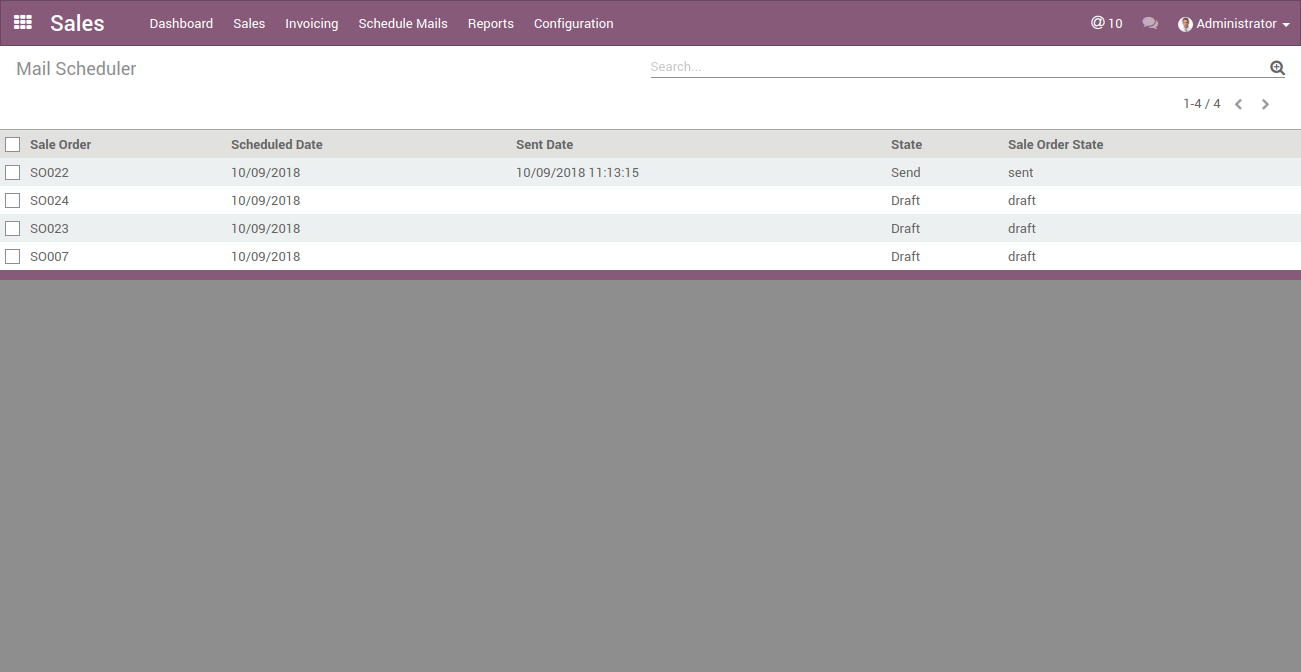 Sales Dashboard Sales Invoicing Schedule Mails Reports Configuration @ 10 Administrator
Mail Scheduler Search...
1-4 / 4
Sale Order Scheduled Date Sent Date State Sale Order State
SO022 10/09/2018 10/09/2018 11:13:15 Send sent
SO024 10/09/2018 Draft draft
SO023 10/09/2018 Draft draft
SO007 10/09/2018 Draft draft